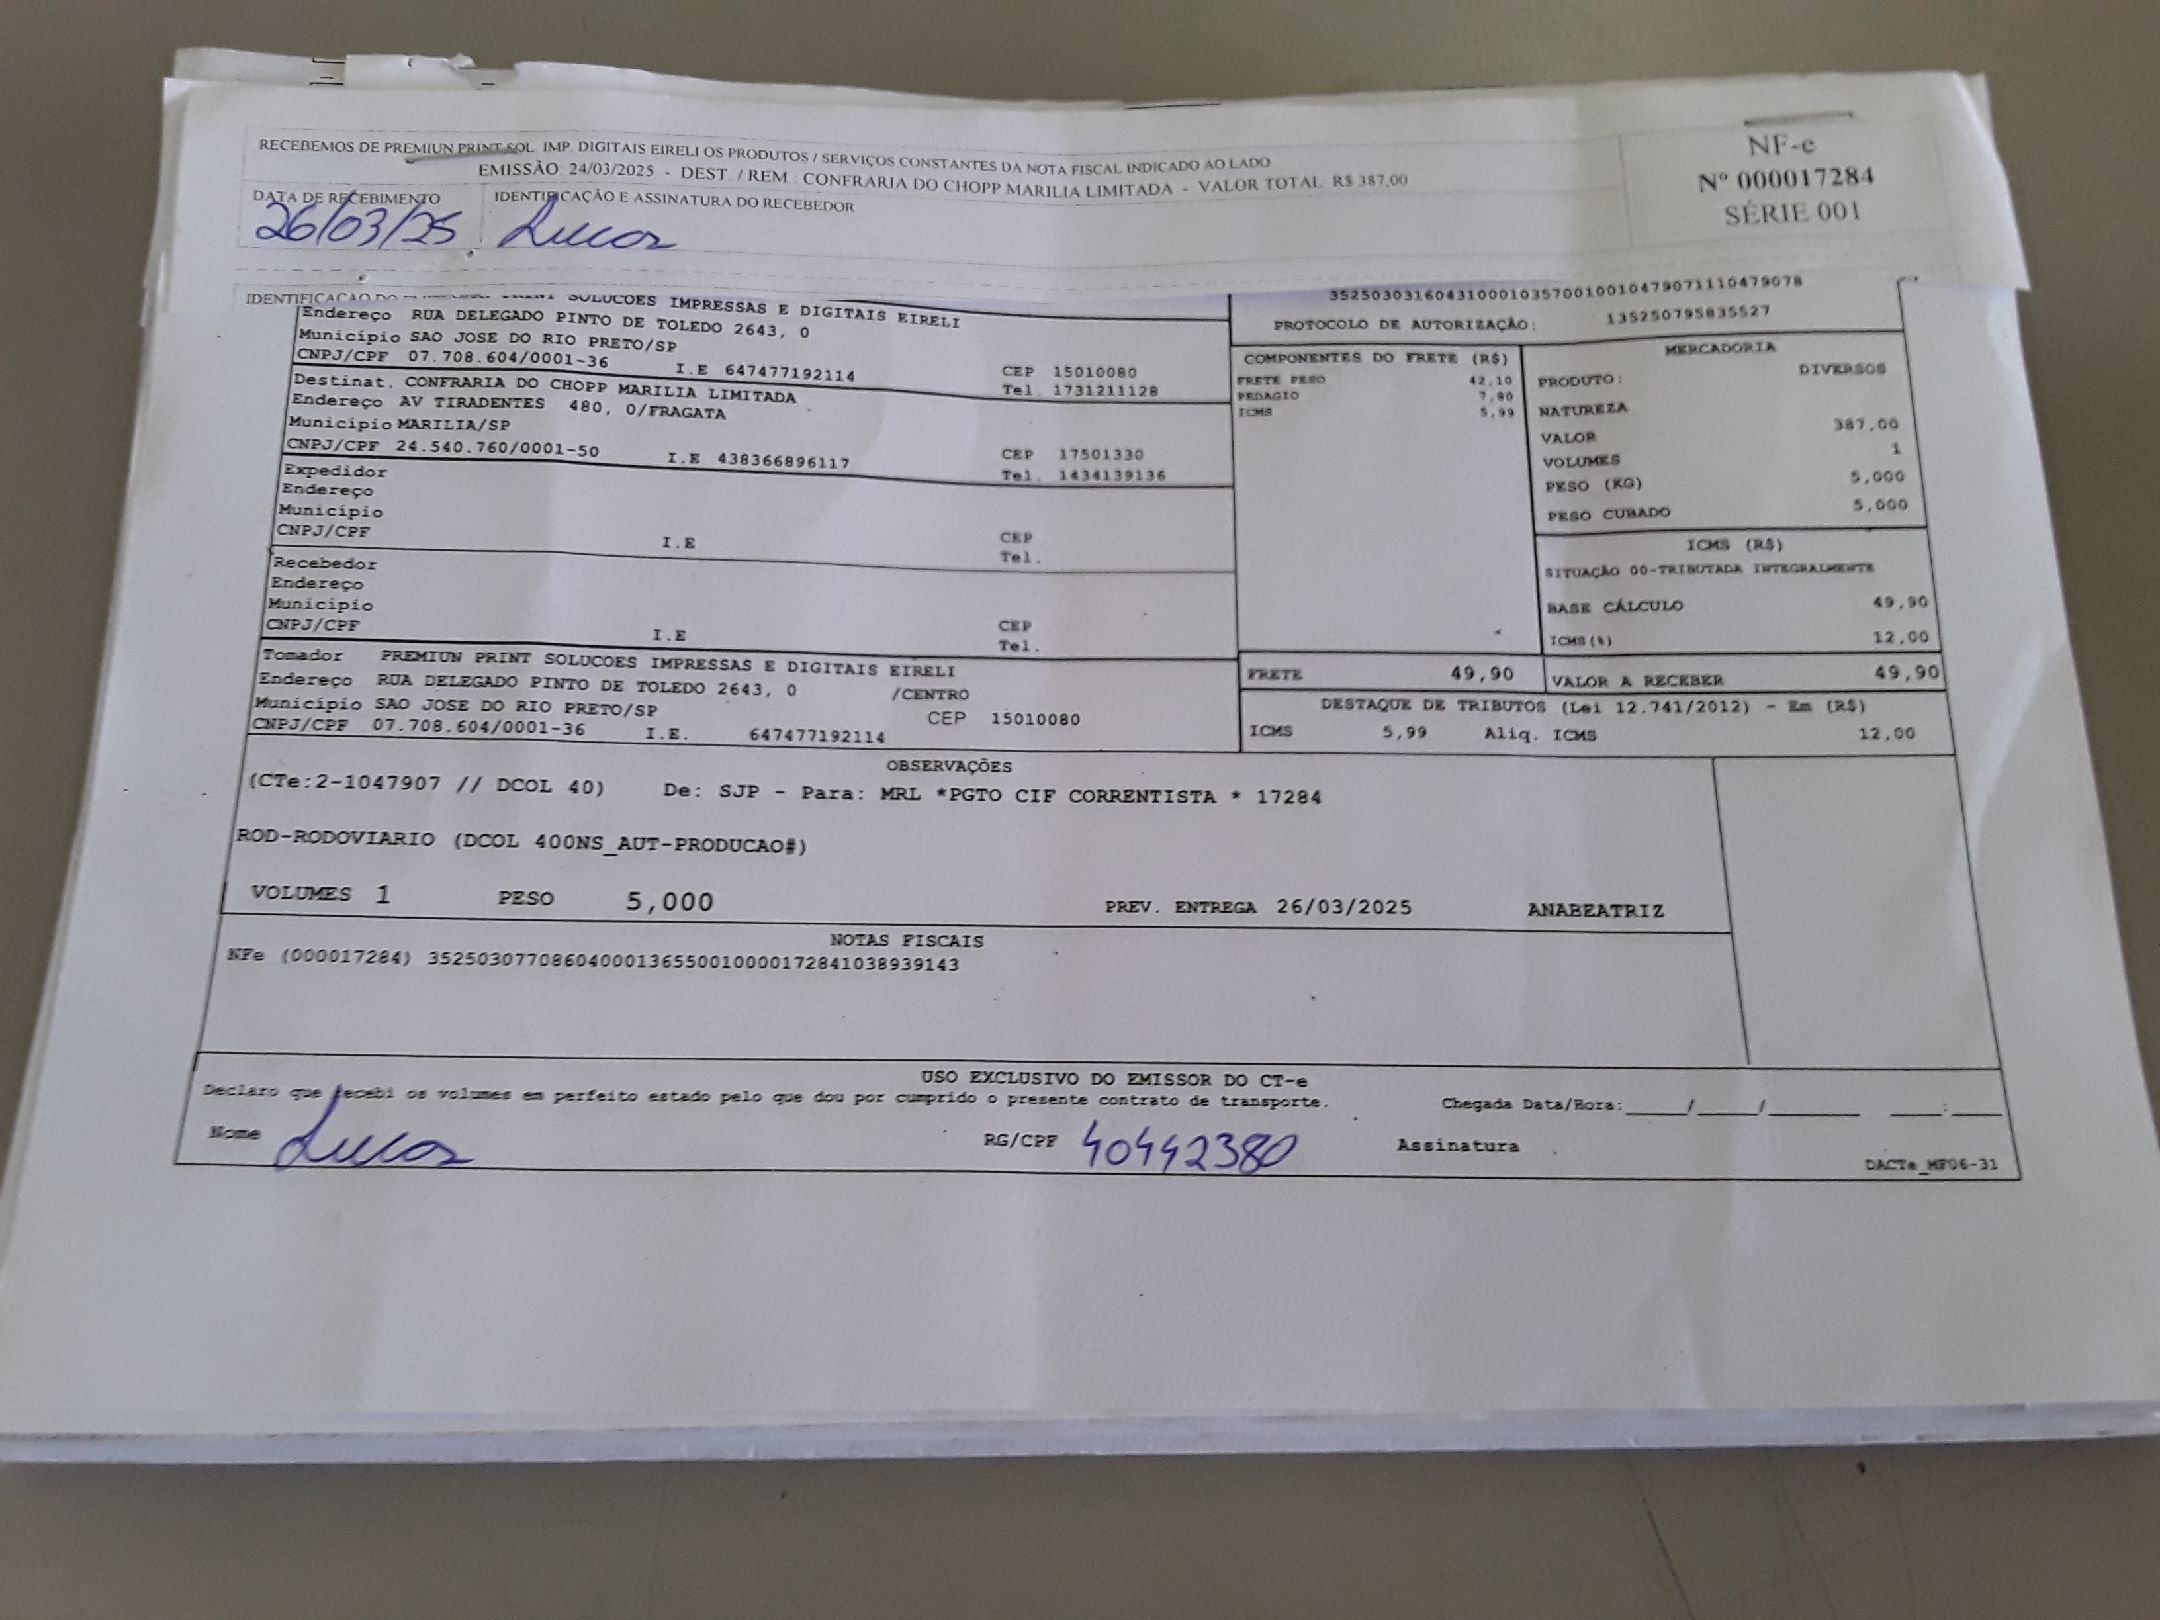 RECEBEMOS DE PREMIUN PRINT SOL. IMP. DIGITAIS EIRELI OS PRODUTOS / SERVIÇOS CONSTANTES DA NOTA FISCAL INDICADO AO LADO
EMISSÃO: 24/03/2025 - DEST. / REM.: CONFRARIA DO CHOPP MARILIA LIMITADA - VALOR TOTAL: R$ 387,00
NF-e
Nº 000017284
SÉRIE 001
DATA DE RECEBIMENTO IDENTIFICAÇÃO E ASSINATURA DO RECEBEDOR
26/03/25 Lucas
IDENTIFICAÇÃO DO PRINT SOLUCOES IMPRESSAS E DIGITAIS EIRELI
Endereço RUA DELEGADO PINTO DE TOLEDO 2643, 0
Município SAO JOSE DO RIO PRETO/SP
CNPJ/CPF 07.708.604/0001-36 I.E 647477192114 CEP 15010080
Tel. 1731211128
Destinat. CONFRARIA DO CHOPP MARILIA LIMITADA
Endereço AV TIRADENTES 480, 0/FRAGATA
Município MARILIA/SP
CNPJ/CPF 24.540.760/0001-50 I.E 438366896117 CEP 17501330
Tel. 1434139136
Expedidor
Endereço
Município
CNPJ/CPF I.E CEP
Tel.
Recebedor
Endereço
Município
CNPJ/CPF I.E CEP
Tel.
Tomador PREMIUN PRINT SOLUCOES IMPRESSAS E DIGITAIS EIRELI
Endereço RUA DELEGADO PINTO DE TOLEDO 2643, 0 /CENTRO
Município SAO JOSE DO RIO PRETO/SP CEP 15010080
CNPJ/CPF 07.708.604/0001-36 I.E. 647477192114
35250303160431000103570010010479071110479078
PROTOCOLO DE AUTORIZAÇÃO: 135250795835527
COMPONENTES DO FRETE (R$)
FRETE PESO 42,10
PEDAGIO 7,80
ICMS 5,99
MERCADORIA
PRODUTO: DIVERSOS
NATUREZA
VALOR 387,00
VOLUMES 1
PESO (KG) 5,000
PESO CUBADO 5,000
ICMS (R$)
SITUAÇÃO 00-TRIBUTADA INTEGRALMENTE
BASE CÁLCULO 49,90
ICMS(%) 12,00
FRETE 49,90 VALOR A RECEBER 49,90
DESTAQUE DE TRIBUTOS (Lei 12.741/2012) - Em (R$)
ICMS 5,99 Aliq. ICMS 12,00
OBSERVAÇÕES
(CTe:2-1047907 // DCOL 40) De: SJP - Para: MRL *PGTO CIF CORRENTISTA * 17284
ROD-RODOVIARIO (DCOL 400NS_AUT-PRODUCAO#)
VOLUMES 1 PESO 5,000 PREV. ENTREGA 26/03/2025 ANABEATRIZ
NOTAS FISCAIS
NFe (000017284) 35250307708604000136550010000172841038939143
USO EXCLUSIVO DO EMISSOR DO CT-e
Declaro que recebi os volumes em perfeito estado pelo que dou por cumprido o presente contrato de transporte. Chegada Data/Hora:_____/_____/________ ____:____
Nome Lucas RG/CPF 40442380 Assinatura
DACTe_MF06-31